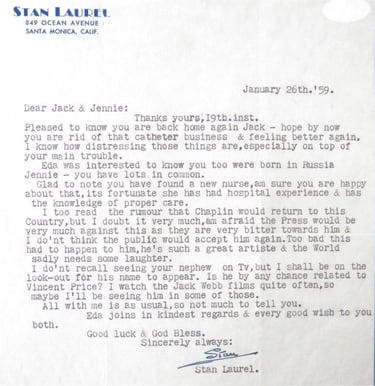 STAN LAUREL
849 OCEAN AVENUE
SANTA MONICA, CALIF.
January 26th.'59.
Dear Jack & Jennie:
Thanks yours,19th.inst.
Pleased to know you are back home again Jack - hope by now
you are rid of that catheter business & feeling better again,
I know how distressing those things are,especially on top of
your main trouble.
Eda was interested to know you too were born in Russia
Jennie - you have lots in common.
Glad to note you have found a new nurse,am sure you are happy
about that,its fortunate she has had hospital experience & has
the knowledge of proper care.
I too read the rumour that Chaplin would return to this
Country,but I doubt it very much,am afraid the Press would be
very much against this as they are very bitter towards him &
I do'nt think the public would accept him again.Too bad this
had to happen to him,he's such a great artiste & the World
sadly needs some laughter.
I do'nt recall seeing your nephew on Tv,but I shall be on the
look-out for his name to appear. Is he by any chance related to
Vincent Price? I watch the Jack Webb films quite often,so
maybe I'll be seeing him in some of those.
All with me is as usual,so not much to tell you.
Eda joins in kindest regards & every good wish to you
both.
Good luck & God Bless.
Sincerely always:
Stan
Stan Laurel.